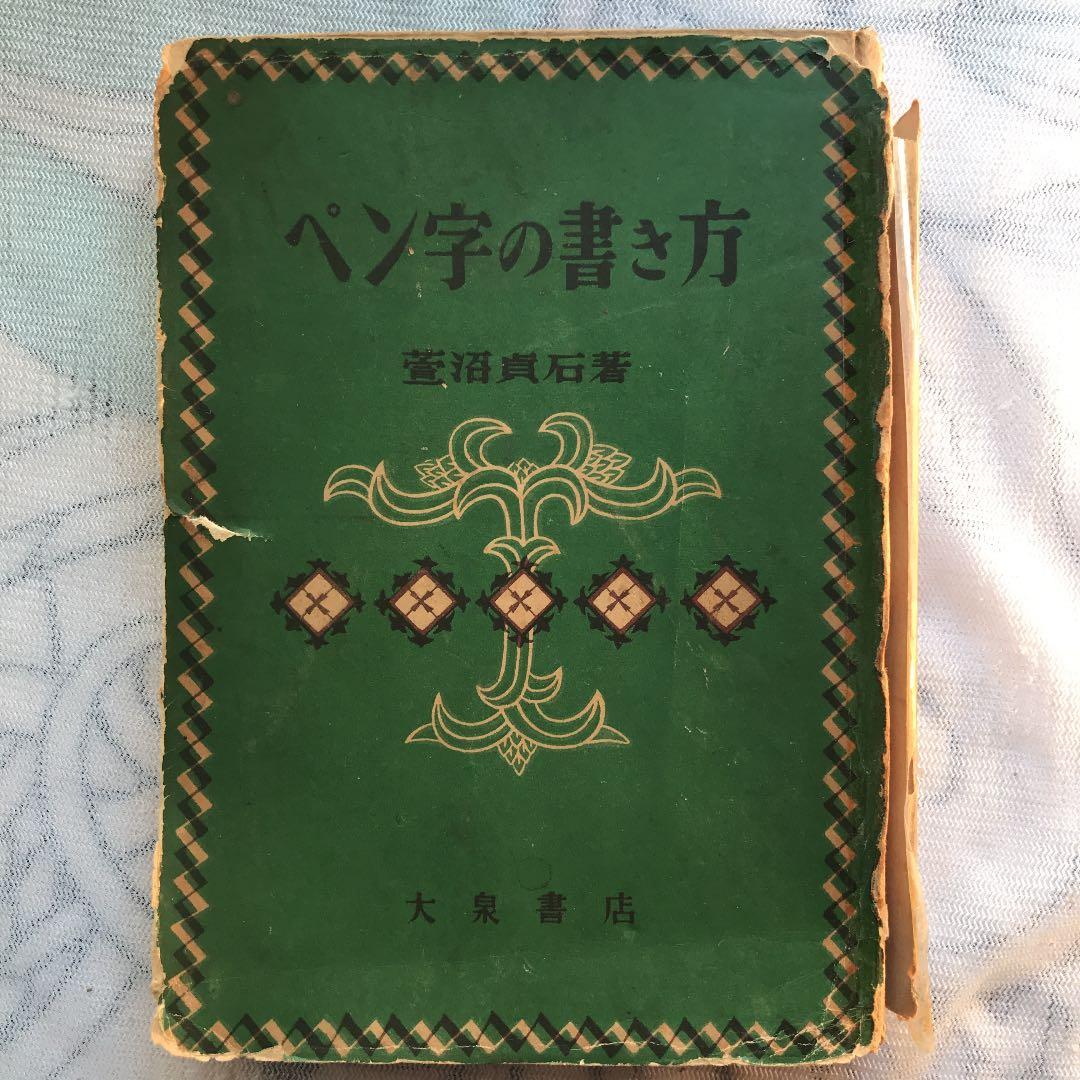 ペン字の書き方
萱沼貞石著
大泉書店